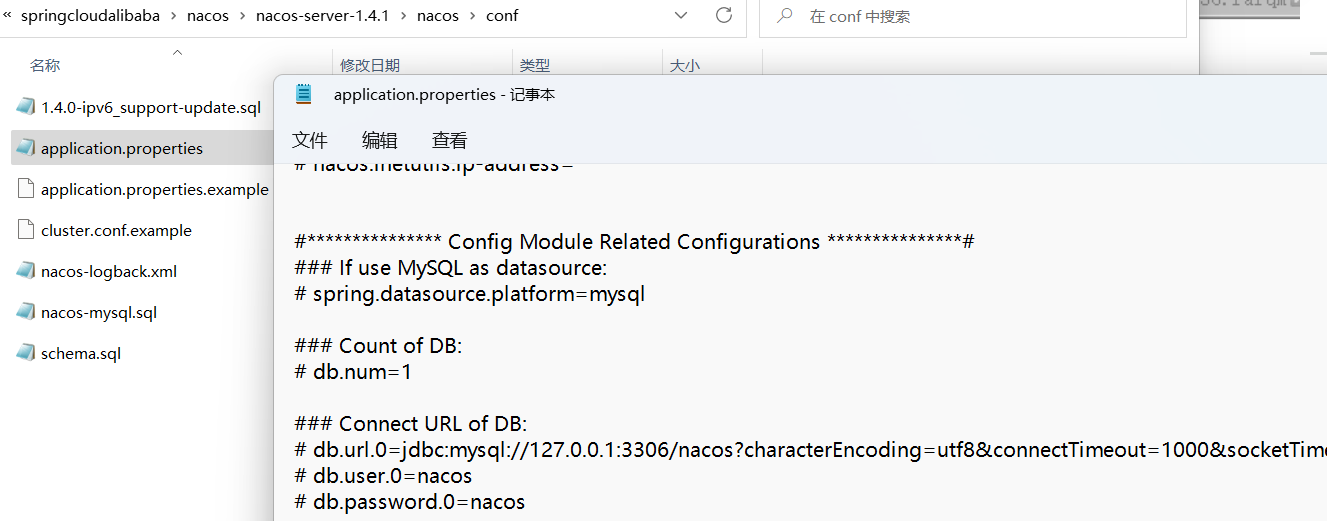 « springcloudalibaba > nacos > nacos-server-1.4.1 > nacos > conf
在 conf 中搜索
名称 修改日期 类型 大小
1.4.0-ipv6_support-update.sql
application.properties
application.properties.example
cluster.conf.example
nacos-logback.xml
nacos-mysql.sql
schema.sql
application.properties - 记事本
文件 编辑 查看
# nacos.inetutils.ip-address=
#*************** Config Module Related Configurations ***************#
### If use MySQL as datasource:
# spring.datasource.platform=mysql
### Count of DB:
# db.num=1
### Connect URL of DB:
# db.url.0=jdbc:mysql://127.0.0.1:3306/nacos?characterEncoding=utf8&connectTimeout=1000&socketTim
# db.user.0=nacos
# db.password.0=nacos